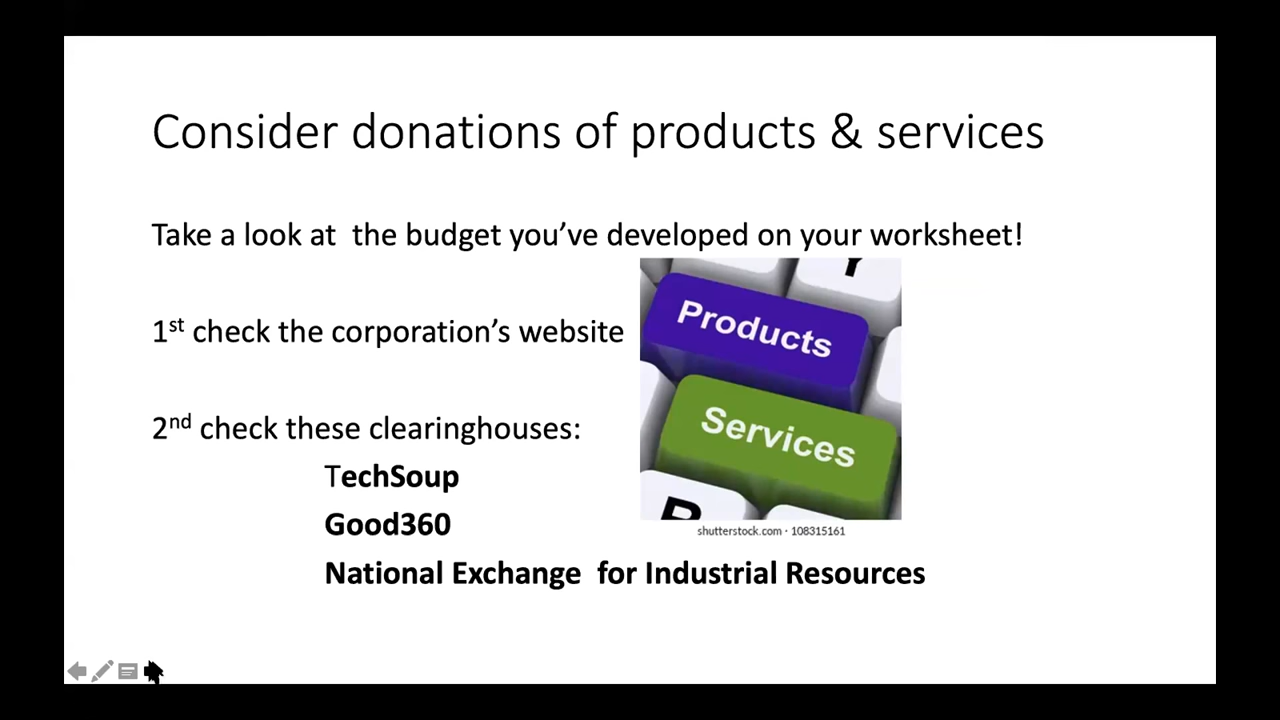 Consider donations of products & services
Take a look at  the budget you’ve developed on your worksheet!
1st check the corporation’s website
2nd check these clearinghouses:
TechSoup
Good360
National Exchange  for Industrial Resources
Y
Products
Services
R
shutterstock.com · 108315161